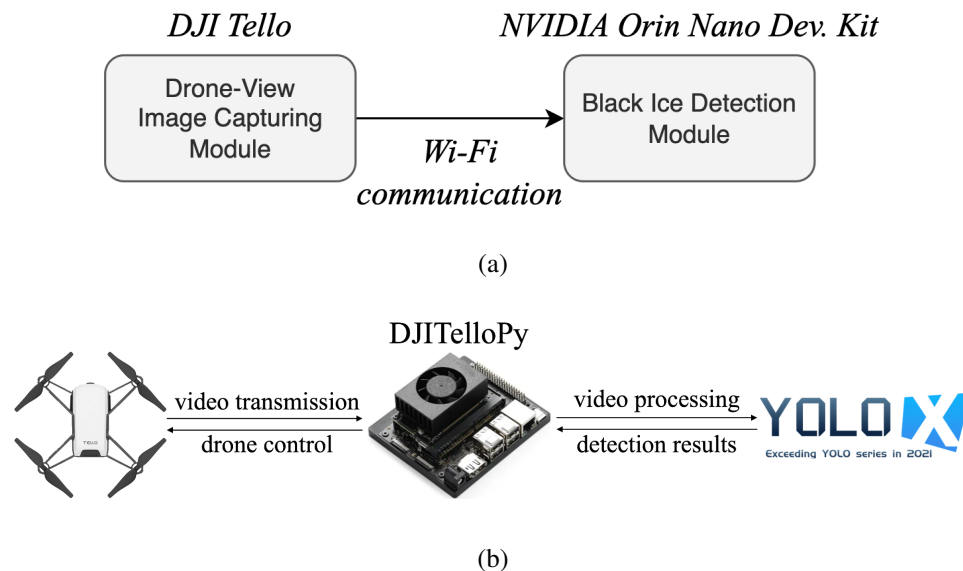 DJI Tello
NVIDIA Orin Nano Dev. Kit
Drone-View
Image Capturing
Module
Black Ice Detection
Module
Wi-Fi
communication
(a)
DJITelloPy
video transmission
drone control
video processing
detection results
TELLO
YOLOX
Exceeding YOLO series in 2021
(b)